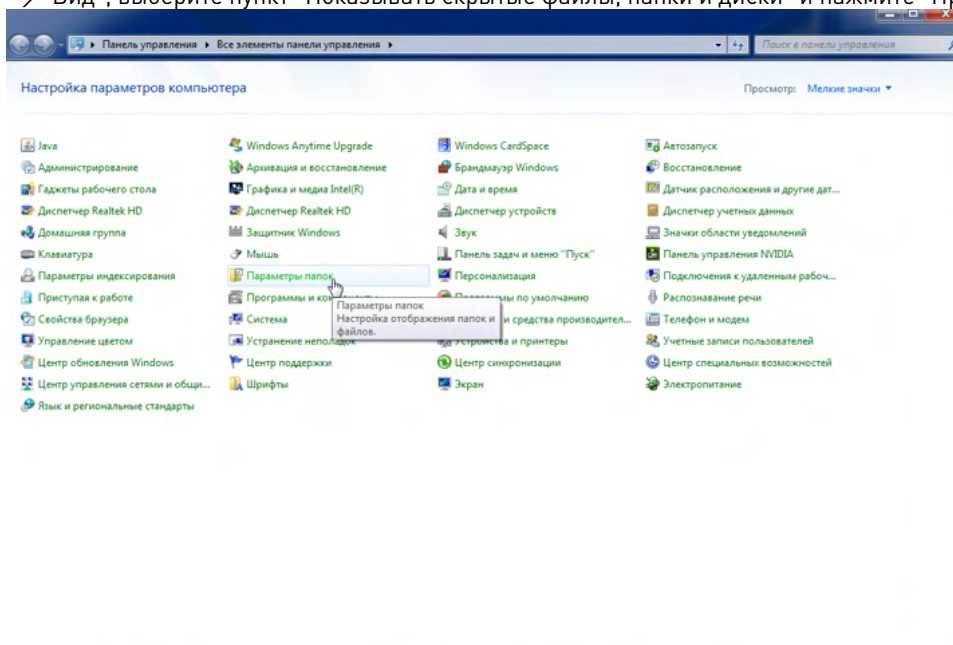 "Вид", выберите пункт "Показывать скрытые файлы, папки и диски" и нажмите
Панель управления ▸ Все элементы панели управления ▸ Поиск в панели управления
Настройка параметров компьютера Просмотр: Мелкие значки
Java Windows Anytime Upgrade Windows CardSpace Автозапуск
Администрирование Архивация и восстановление Брандмауэр Windows Восстановление
Гаджеты рабочего стола Графика и медиа Intel(R) Дата и время Датчик расположения и другие дат...
Диспетчер Realtek HD Диспетчер Realtek HD Диспетчер устройств Диспетчер учетных данных
Домашняя группа Защитник Windows Звук Значки области уведомлений
Клавиатура Мышь Панель задач и меню "Пуск" Панель управления NVIDIA
Параметры индексирования Параметры папок Персонализация Подключения к удаленным рабоч...
Приступая к работе Программы и по умолчанию Распознавание речи
Параметры папок
Свойства браузера Система и средства производител... Телефон и модем
Настройка отображения папок и
файлов.
Управление цветом Устранение неполадок Устройства и принтеры Учетные записи пользователей
Центр обновления Windows Центр поддержки Центр синхронизации Центр специальных возможностей
Центр управления сетями и общи... Шрифты Экран Электропитание
Язык и региональные стандарты